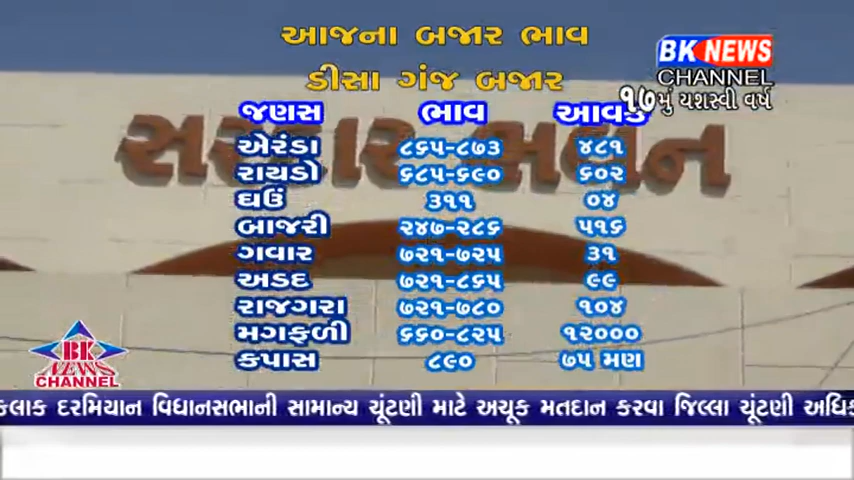 આજના બજાર ભાવ
ડીસા ગંજ બજાર
BK NEWS
CHANNEL
૧૭મું યશસ્વી વર્ષ
જણસ ભાવ આવક
એરંડા ૮૬૫-૮૭૩ ૪૮૧
રાયડો ૬૮૫-૬૯૦ ૬૦૨
ઘઉં ૩૧૧ ૦૪
બાજરી ૨૪૭-૨૮૬ ૫૧૬
ગવાર ૭૨૧-૭૨૫ ૩૧
અડદ ૭૨૧-૮૬૫ ૯૯
રાજગરા ૭૨૧-૭૮૦ ૧૦૪
મગફળી ૬૬૦-૮૨૫ ૧૨૦૦૦
કપાસ ૮૯૦ ૭૫ મણ
સરદાર ભવન
BK
NEWS
CHANNEL
કલાક દરમિયાન વિધાનસભાની સામાન્ય ચૂંટણી માટે અચૂક મતદાન કરવા જિલ્લા ચૂંટણી અધિક